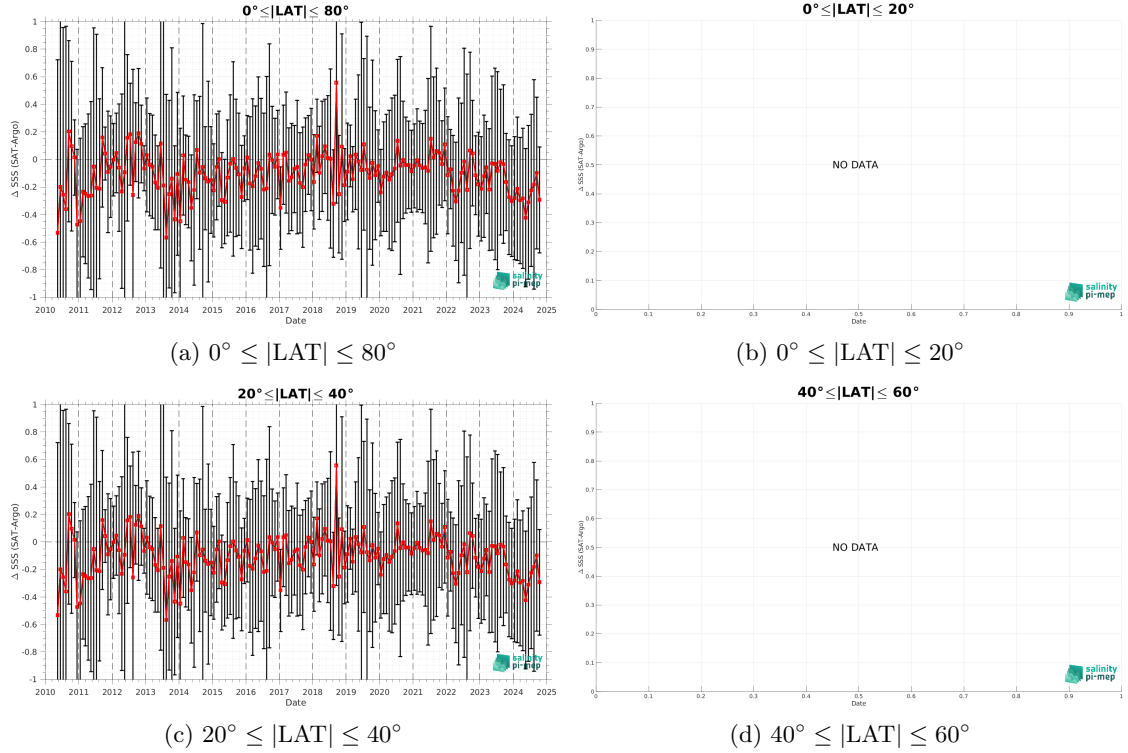 0°≤|LAT|≤ 80°
1
0.8
0.6
0.4
0.2
0
-0.2
-0.4
-0.6
-0.8
-1
Δ SSS (SAT-Argo)
2010 2011 2012 2013 2014 2015 2016 2017 2018 2019 2020 2021 2022 2023 2024 2025
Date
salinity
pi-mep
(a) 0° ≤ |LAT| ≤ 80°
0°≤|LAT|≤ 20°
1
0.9
0.8
0.7
0.6
0.5
0.4
0.3
0.2
0.1
0
Δ SSS (SAT-Argo)
NO DATA
0 0.1 0.2 0.3 0.4 0.5 0.6 0.7 0.8 0.9 1
Date
salinity
pi-mep
(b) 0° ≤ |LAT| ≤ 20°
20°≤|LAT|≤ 40°
1
0.8
0.6
0.4
0.2
0
-0.2
-0.4
-0.6
-0.8
-1
Δ SSS (SAT-Argo)
2010 2011 2012 2013 2014 2015 2016 2017 2018 2019 2020 2021 2022 2023 2024 2025
Date
salinity
pi-mep
(c) 20° ≤ |LAT| ≤ 40°
40°≤|LAT|≤ 60°
1
0.9
0.8
0.7
0.6
0.5
0.4
0.3
0.2
0.1
0
Δ SSS (SAT-Argo)
NO DATA
0 0.1 0.2 0.3 0.4 0.5 0.6 0.7 0.8 0.9 1
Date
salinity
pi-mep
(d) 40° ≤ |LAT| ≤ 60°